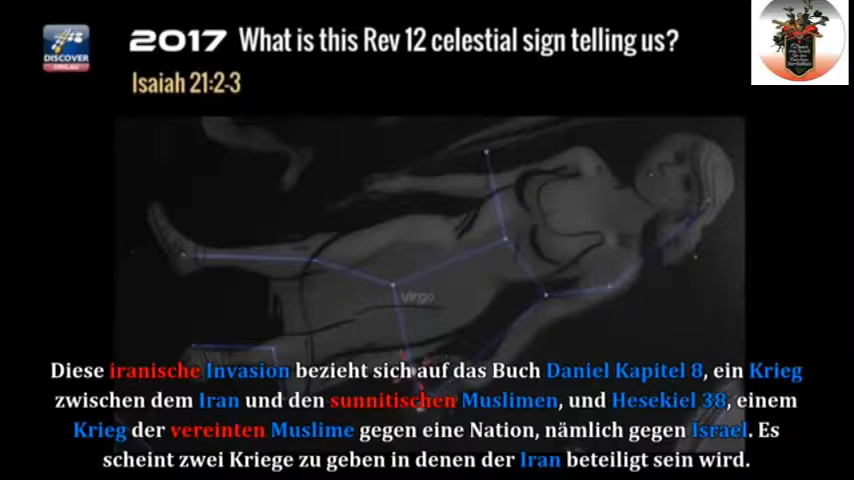 2017 What is this Rev 12 celestial sign telling us?
DISCOVER
Isaiah 21:2-3
virgo
Diese iranische Invasion bezieht sich auf das Buch Daniel Kapitel 8, ein Krieg
zwischen dem Iran und den sunnitischen Muslimen, und Hesekiel 38, einem
Krieg der vereinten Muslime gegen eine Nation, nämlich gegen Israel. Es
scheint zwei Kriege zu geben in denen der Iran beteiligt sein wird.